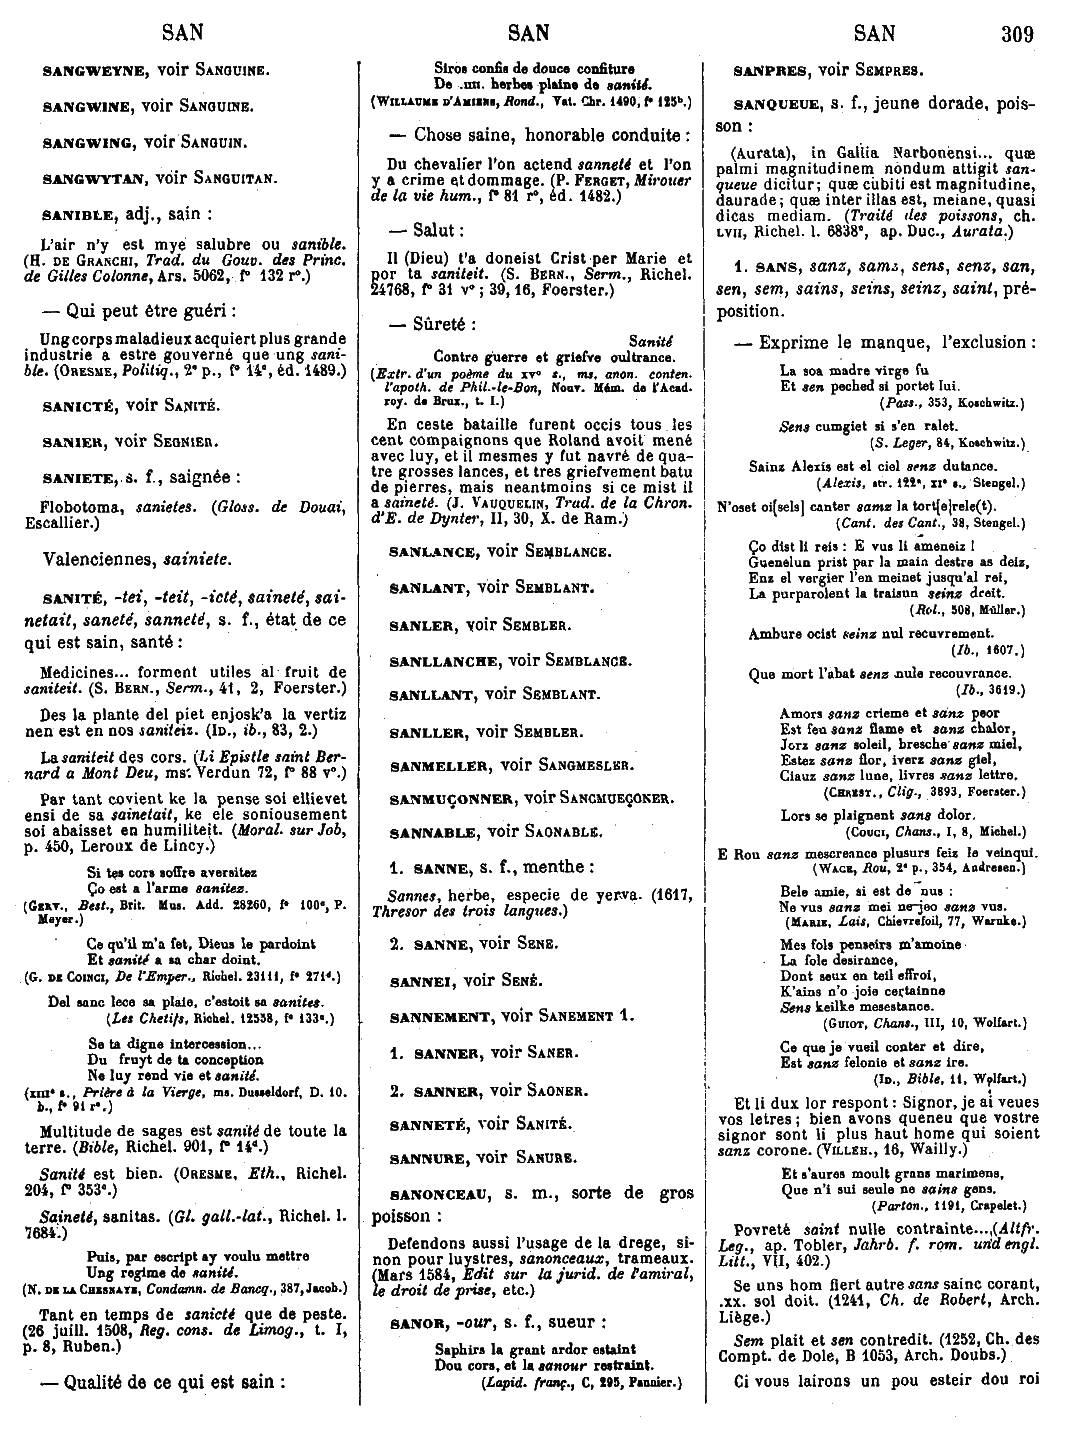 SAN
SAN
SAN 309
SANGWEYNE, voir SANGUINE.
SANGWINE, voir SANGUINE.
SANGWING, voir SANGUIN.
SANGWYTAN, voir SANGUITAN.
SANIBLE, adj., sain :
L'air n'y est mye salubre ou sanible.
(H. DE GRANCHI, Trad. du Gouv. des Princ.
de Gilles Colonne, Ars. 5062, f° 132 r°.)
— Qui peut être guéri :
Ung corps maladieux acquiert plus grande
industrie a estre gouverné que ung sani-
ble. (ORESME, Politiq., 2e p., f° 14e, éd. 1489.)
SANICTÉ, voir SANITÉ.
SANIER, voir SEGNIER.
SANIETE, s. f., saignée :
Flobotoma, sanietes. (Gloss. de Douai,
Escallier.)
Valenciennes, sainiete.
SANITÉ, -tei, -teit, -icté, saineté, sai-
netait, saneté, sanneté, s. f., état de ce
qui est sain, santé :
Medicines... forment utiles al fruit de
saniteit. (S. BERN., Serm., 41, 2, Foerster.)
Des la plante del piet enjosk'a la vertiz
nen est en nos saniteiz. (ID., ib., 83, 2.)
La saniteit des cors. (Li Epistle saint Ber-
nard a Mont Deu, ms. Verdun 72, f° 88 v°.)
Par tant covient ke la pense soi ellievet
ensi de sa sainetait, ke ele soniousement
soi abaisset en humiliteit. (Moral. sur Job,
p. 450, Leroux de Lincy.)
Si tes cors soffre aversitez
Ço est a l'arme sanitez.
(GERV., Best., Brit. Mus. Add. 28260, f° 100c, P.
Meyer.)
Ce qu'il m'a fet, Dieus le pardoint
Et sanité a sa char doint.
(G. DE COINCI, De l'Emper., Richel. 23111, f° 271d.)
Del sanc lece sa plaie, c'estoit sa sanites.
(Les Chetifs, Richel. 12558, f° 133a.)
Se ta digne intercession...
Du fruyt de ta conception
Ne luy rend vie et sanité.
(XIIIe s., Prière à la Vierge, ms. Dusseldorf, D. 10.
b., f° 91 r°.)
Multitude de sages est sanité de toute la
terre. (Bible, Richel. 901, f° 14d.)
Sanité est bien. (ORESME, Eth., Richel.
204, f° 353c.)
Saineté, sanitas. (Gl. gall.-lat., Richel. l.
7684.)
Puis, par escript ay voulu mettre
Ung regime de sanité.
(N. DE LA CHESNAYE, Condamn. de Bancq., 387, Jacob.)
Tant en temps de sanicté que de peste.
(26 juill. 1508, Reg. cons. de Limog., t. I,
p. 8, Ruben.)
— Qualité de ce qui est sain :
Siros confis de douce confiture
De .IIII. herbes plaine de sanité.
(WILLAUME D'AMIENS, Rond., Vat. Chr. 1490, f° 125b.)
— Chose saine, honorable conduite :
Du chevalier l'on actend sanneté et l'on
y a crime et dommage. (P. FERGET, Mirouer
de la vie hum., f° 81 r°, éd. 1482.)
— Salut :
Il (Dieu) t'a doneist Crist per Marie et
por ta saniteit. (S. BERN., Serm., Richel.
24768, f° 31 v° ; 39, 16, Foerster.)
— Sûreté :
Sanité
Contre guerre et griefve oultrance.
(Extr. d'un poème du XVe s., ms. anon. conten.
l'apoth. de Phil.-le-Bon, Nouv. Mém. de l'Acad.
roy. de Brux., t. I.)
En ceste bataille furent occis tous les
cent compaignons que Roland avoit mené
avec luy, et il mesmes y fut navré de qua-
tre grosses lances, et tres griefvement batu
de pierres, mais neantmoins si ce mist il
a saineté. (J. VAUQUELIN, Trad. de la Chron.
d'E. de Dynter, II, 30, X. de Ram.)
SANLANCE, voir SEMBLANCE.
SANLANT, voir SEMBLANT.
SANLER, voir SEMBLER.
SANLLANCHE, voir SEMBLANCE.
SANLLANT, voir SEMBLANT.
SANLLER, voir SEMBLER.
SANMELLER, voir SANGMESLER.
SANMUÇONNER, voir SANCMUEÇONER.
SANNABLE, voir SAONABLE.
1. SANNE, s. f., menthe :
Sannes, herbe, especie de yerva. (1617,
Thresor des trois langues.)
2. SANNE, voir SENE.
SANNEI, voir SENÉ.
SANNEMENT, voir SANEMENT 1.
1. SANNER, voir SANER.
2. SANNER, voir SAONER.
SANNETÉ, voir SANITÉ.
SANNURE, voir SANURE.
SANONCEAU, s. m., sorte de gros
poisson :
Defendons aussi l'usage de la drege, si-
non pour luystres, sanonceaux, trameaux.
(Mars 1584, Edit sur la jurid. de l'amiral,
le droit de prise, etc.)
SANOR, -our, s. f., sueur :
Saphirs la grant ardor estaint
Dou cors, et la sanour restraint.
(Lapid. franç., C, 295, Pannier.)
SANPRES, voir SEMPRES.
SANQUEUE, s. f., jeune dorade, pois-
son :
(Aurata), in Gallia Narbonensi... quæ
palmi magnitudinem nondum attigit san-
queue dicitur ; quæ cubiti est magnitudine,
daurade ; quæ inter illas est, meiane, quasi
dicas mediam. (Traité des poissons, ch.
LVII, Richel. l. 6838c, ap. Duc., Aurata.)
1. SANS, sanz, sams, sens, senz, san,
sen, sem, sains, seins, seinz, saint, pré-
position.
— Exprime le manque, l'exclusion :
La soa madre virge fu
Et sen peched si portet lui.
(Pass., 353, Koschwitz.)
Sens cumgiet si s'en ralet.
(S. Leger, 84, Koschwitz.)
Sainz Alexis est el ciel senz dutance.
(Alexis, str. 122a, XIe s., Stengel.)
N'oset oi[sels] canter samz la tort[e]rele(t).
(Cant. des Cant., 38, Stengel.)
Ço dist li reis : E vus li ameneiz !
Guenelun prist par la main destre as deiz,
Enz el vergier l'en meinet jusqu'al rei,
La purparolent la traisun seinz dreit.
(Rol., 508, Müller.)
Ambure ocist seinz nul recuvrement.
(Ib., 1607.)
Que mort l'abat senz nule recouvrance.
(Ib., 3619.)
Amors sanz crieme et sanz peor
Est feu sanz flame et sanz chalor,
Jorz sanz soleil, bresche sanz miel,
Estez sanz flor, iverz sanz giel,
Ciauz sanz lune, livres sanz lettre.
(CHREST., Clig., 3893, Foerster.)
Lors se plaignent sans dolor.
(COUCI, Chans., I, 8, Michel.)
E Rou sanz mescreance plusurs feiz le veinqui.
(WACE, Rou, 2e p., 354, Andresen.)
Bele amie, si est de nus :
Ne vus sanz mei ne jeo sanz vus.
(MARIE, Lais, Chievrefoil, 77, Warnke.)
Mes fols penseirs m'amoine
La fole desirance,
Dont seux en teil effroi,
K'ains n'o joie certainne
Sens keilke mesestance.
(GUIOT, Chans., III, 10, Wolfart.)
Ce que je vueil conter et dire,
Est sanz felonie et sanz ire.
(ID., Bible, 11, Wolfart.)
Et li dux lor respont : Signor, je ai veues
vos letres ; bien avons queneu que vostre
signor sont li plus haut home qui soient
sanz corone. (VILLEH., 16, Wailly.)
Et s'aures moult grans marimens,
Que n'i sui seule ne sains gens.
(Parton., 1191, Crapelet.)
Povreté saint nulle contrainte... (Altfr.
Leg., ap. Tobler, Jahrb. f. rom. und engl.
Litt., VII, 402.)
Se uns hom fiert autre sans sainc corant,
.XX. sol doit. (1241, Ch. de Robert, Arch.
Liège.)
Sem plait et sen contredit. (1252, Ch. des
Compt. de Dole, B 1053, Arch. Doubs.)
Ci vous lairons un pou esteir dou roi